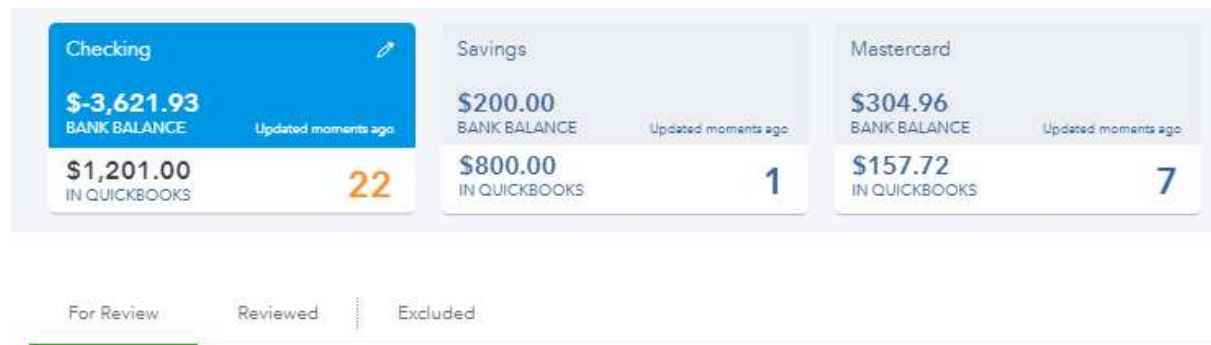 Checking
$-3,621.93
BANK BALANCE Updated moments ago
$1,201.00
IN QUICKBOOKS
22
Savings
$200.00
BANK BALANCE Updated moments ago
$800.00
IN QUICKBOOKS
1
Mastercard
$304.96
BANK BALANCE Updated moments ago
$157.72
IN QUICKBOOKS
7
For Review Reviewed Excluded